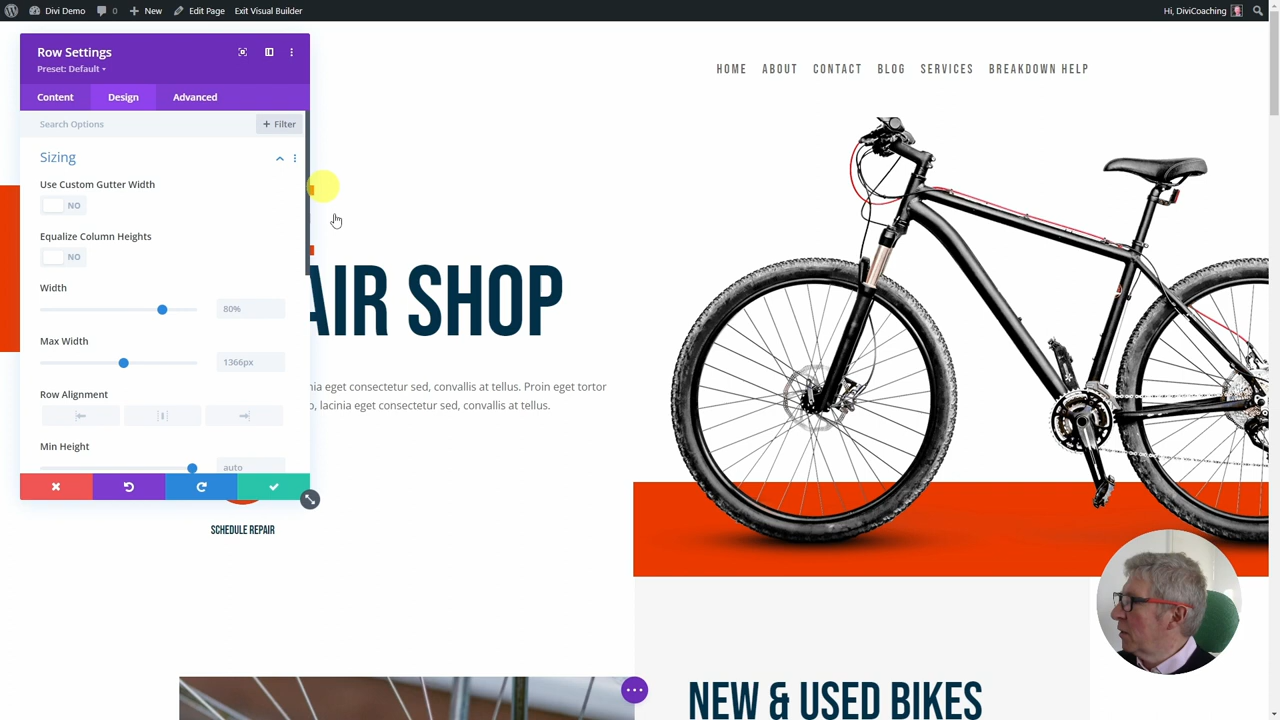 Divi Demo 0 New Edit Page Exit Visual Builder Hi, DiviCoaching
Row Settings
Preset: Default
Content Design Advanced
Search Options + Filter
Sizing
Use Custom Gutter Width
NO
Equalize Column Heights
NO
Width
80%
Max Width
1366px
Row Alignment
Min Height
auto
HOME ABOUT CONTACT BLOG SERVICES BREAKDOWN HELP
AIR SHOP
nia eget consectetur sed, convallis at tellus. Proin eget tortor
o, lacinia eget consectetur sed, convallis at tellus.
SCHEDULE REPAIR
NEW & USED BIKES